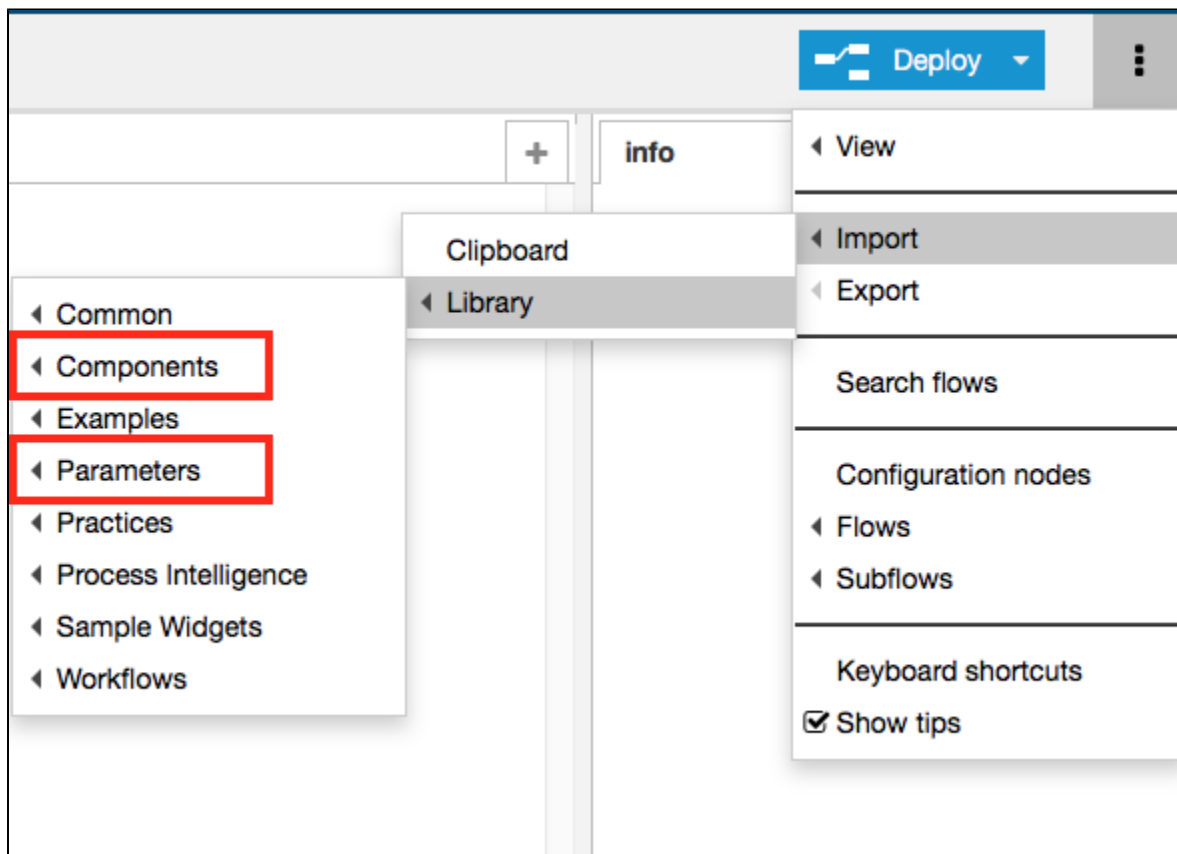 Deploy
info
View
Import
Export
Search flows
Configuration nodes
Flows
Subflows
Keyboard shortcuts
Show tips
Clipboard
Library
Common
Components
Examples
Parameters
Practices
Process Intelligence
Sample Widgets
Workflows